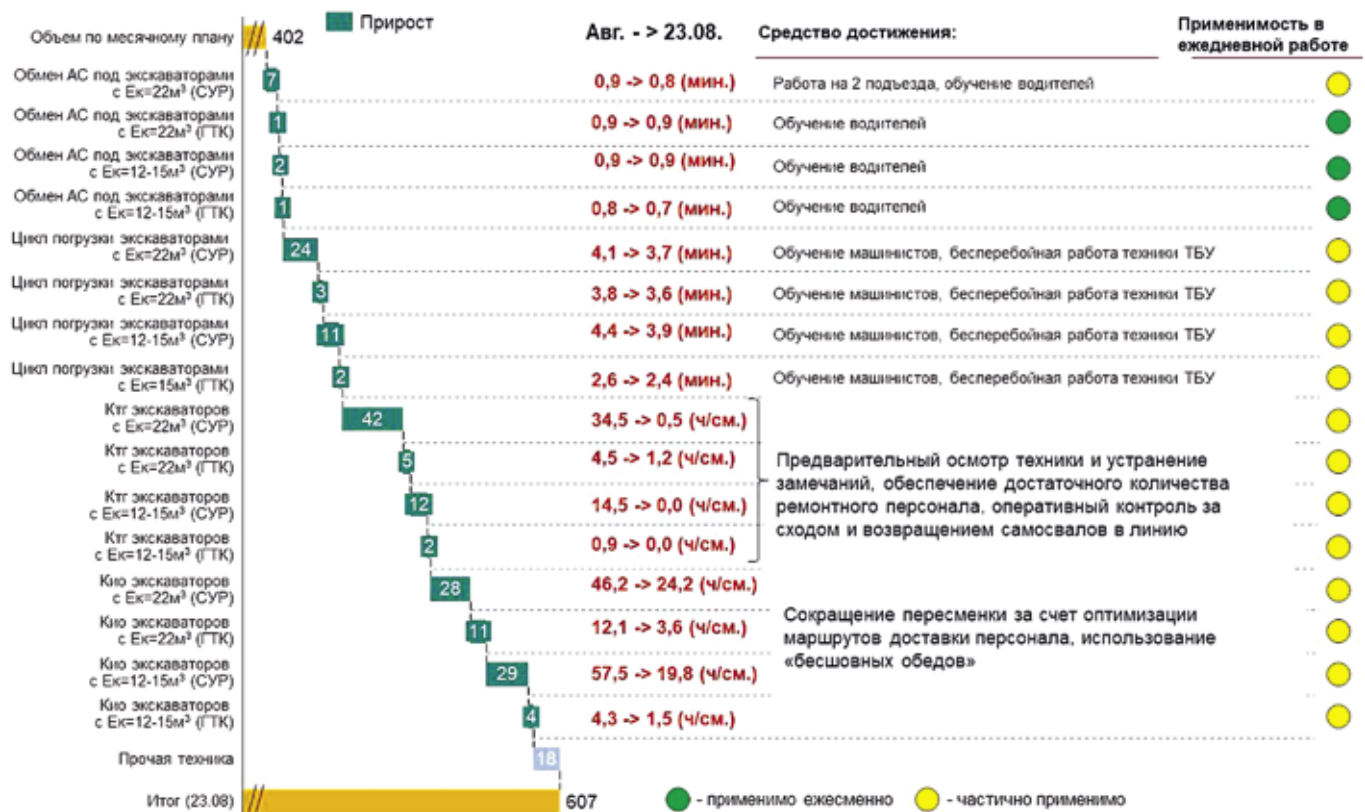 Прирост
Авг. - > 23.08.
Средство достижения:
Применимость в
ежедневной работе
Объем по месячному плану
402
Обмен АС под экскаваторами
с Ек=22м³ (СУР)
7
0,9 -> 0,8 (мин.)
Работа на 2 подъезда, обучение водителей
Обмен АС под экскаваторами
с Ек=22м³ (ГТК)
1
0,9 -> 0,9 (мин.)
Обучение водителей
Обмен АС под экскаваторами
с Ек=12-15м³ (СУР)
2
0,9 -> 0,9 (мин.)
Обучение водителей
Обмен АС под экскаваторами
с Ек=12-15м³ (ГТК)
1
0,8 -> 0,7 (мин.)
Обучение водителей
Цикл погрузки экскаваторами
с Ек=22м³ (СУР)
24
4,1 -> 3,7 (мин.)
Обучение машинистов, бесперебойная работа техники ТБУ
Цикл погрузки экскаваторами
с Ек=22м³ (ГТК)
3
3,8 -> 3,6 (мин.)
Обучение машинистов, бесперебойная работа техники ТБУ
Цикл погрузки экскаваторами
с Ек=12-15м³ (СУР)
11
4,4 -> 3,9 (мин.)
Обучение машинистов, бесперебойная работа техники ТБУ
Цикл погрузки экскаваторами
с Ек=15м³ (ГТК)
2
2,6 -> 2,4 (мин.)
Обучение машинистов, бесперебойная работа техники ТБУ
Ктг экскаваторов
с Ек=22м³ (СУР)
42
34,5 -> 0,5 (ч/см.)
Ктг экскаваторов
с Ек=22м³ (ГТК)
5
4,5 -> 1,2 (ч/см.)
Ктг экскаваторов
с Ек=12-15м³ (СУР)
12
14,5 -> 0,0 (ч/см.)
Ктг экскаваторов
с Ек=12-15м³ (ГТК)
2
0,9 -> 0,0 (ч/см.)
Предварительный осмотр техники и устранение
замечаний, обеспечение достаточного количества
ремонтного персонала, оперативный контроль за
сходом и возвращением самосвалов в линию
Кио экскаваторов
с Ек=22м³ (СУР)
28
46,2 -> 24,2 (ч/см.)
Кио экскаваторов
с Ек=22м³ (ГТК)
11
12,1 -> 3,6 (ч/см.)
Кио экскаваторов
с Ек=12-15м³ (СУР)
29
57,5 -> 19,8 (ч/см.)
Кио экскаваторов
с Ек=12-15м³ (ГТК)
4
4,3 -> 1,5 (ч/см.)
Сокращение пересменки за счет оптимизации
маршрутов доставки персонала, использование
«бесшовных обедов»
Прочая техника
18
Итог (23.08)
607
- применимо ежесменно
- частично применимо